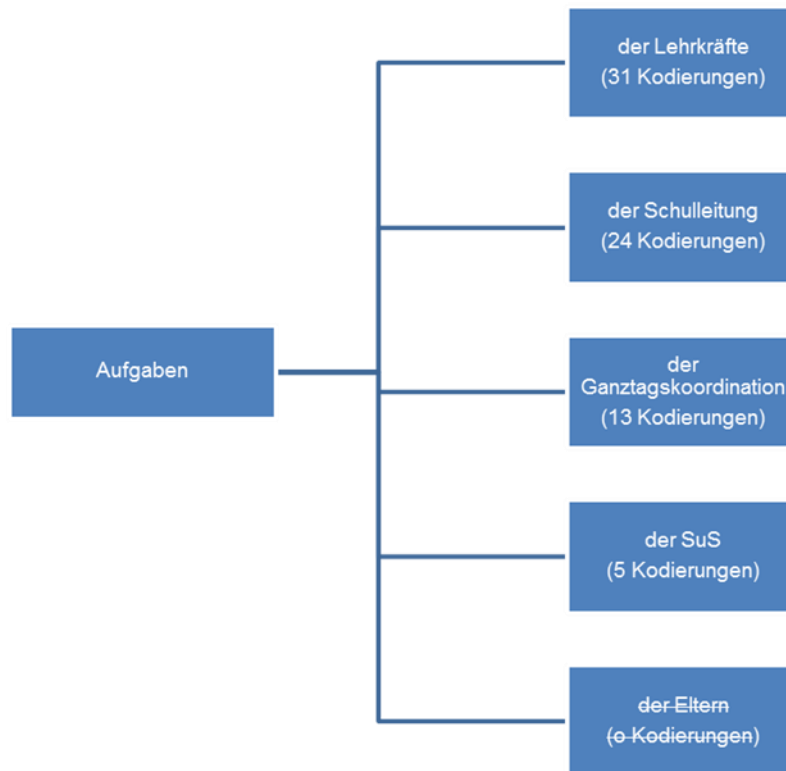 der Lehrkräfte
(31 Kodierungen)
der Schulleitung
(24 Kodierungen)
Aufgaben
der
Ganztagskoordination
(13 Kodierungen)
der SuS
(5 Kodierungen)
der Eltern
(o Kodierungen)